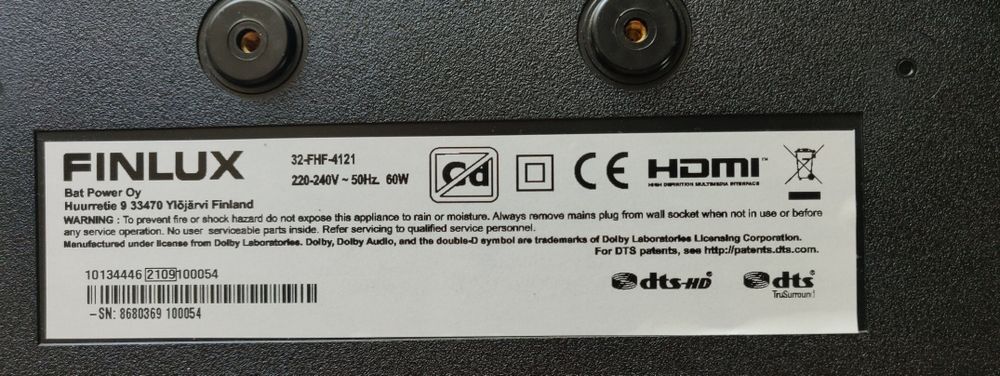 FINLUX
Bat Power Oy
Huurretie 9 33470 Ylöjärvi Finland
32-FHF-4121
220-240V ~ 50Hz. 60W
Cd
CE
HDMI™
HIGH DEFINITION MULTIMEDIA INTERFACE
WARNING : To prevent fire or shock hazard do not expose this appliance to rain or moisture. Always remove mains plug from wall socket when not in use or before
any service operation. No user serviceable parts inside. Refer servicing to qualified service personnel.
Manufactured under license from Dolby Laboratories. Dolby, Dolby Audio, and the double-D symbol are trademarks of Dolby Laboratories Licensing Corporation.
For DTS patents, see http://patents.dts.com.
10134446 2109 100054
-SN: 8680369 100054
dts-HD
dts
TruSurround